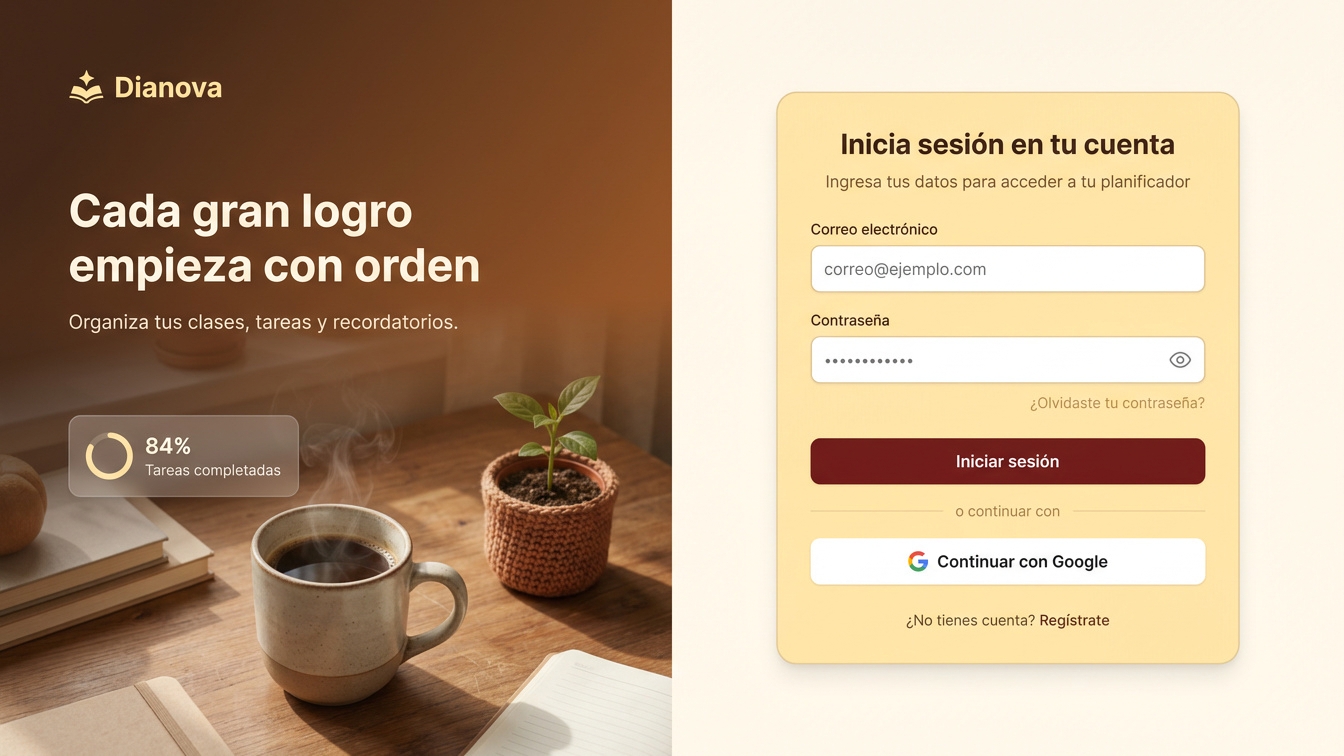 Dianova
Cada gran logro
empieza con orden
Organiza tus clases, tareas y recordatorios.
84%
Tareas completadas
Inicia sesión en tu cuenta
Ingresa tus datos para acceder a tu planificador
Correo electrónico
correo@ejemplo.com
Contraseña
••••••••••••
¿Olvidaste tu contraseña?
Iniciar sesión
o continuar con
Continuar con Google
¿No tienes cuenta? Regístrate